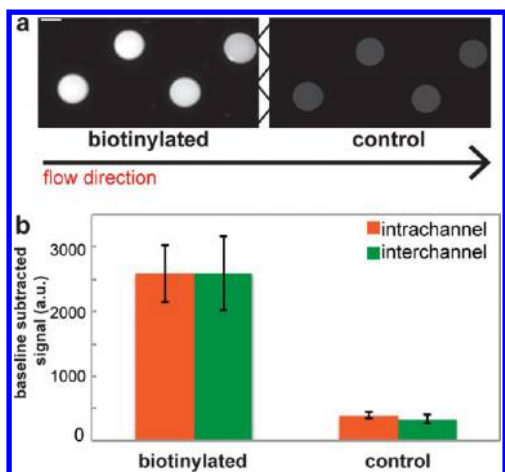 a
biotinylated control
flow direction
b
baseline subtracted
signal (a.u.)
3000
2000
1000
0
intrachannel
interchannel
biotinylated control